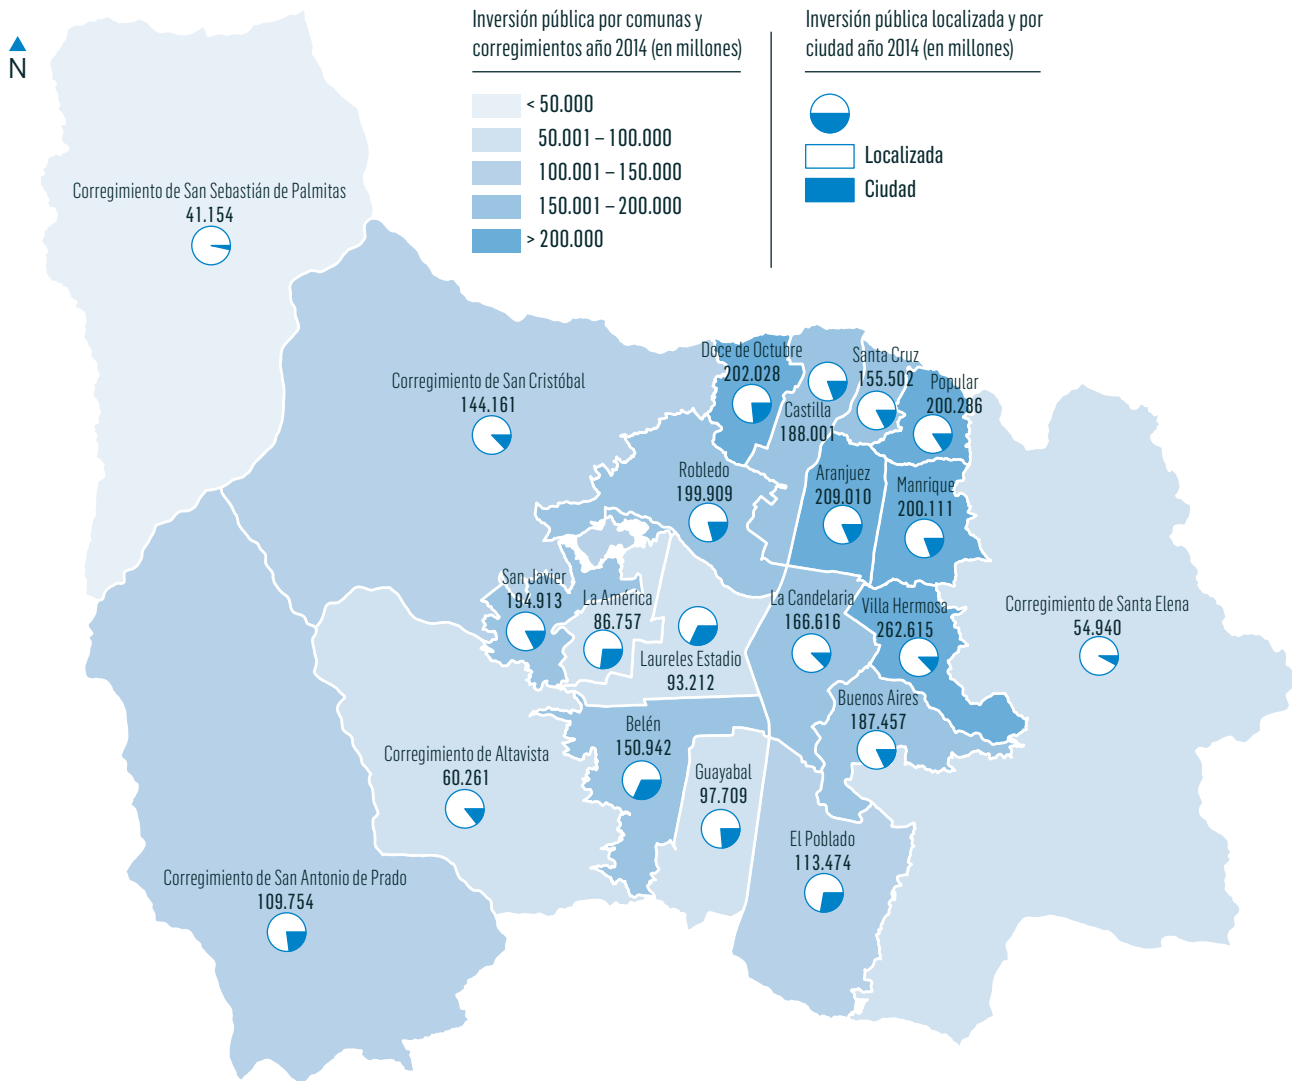 N
Inversión pública por comunas y
corregimientos año 2014 (en millones)
< 50.000
50.001 – 100.000
100.001 – 150.000
150.001 – 200.000
> 200.000
Inversión pública localizada y por
ciudad año 2014 (en millones)
Localizada
Ciudad
Corregimiento de San Sebastián de Palmitas
41.154
Corregimiento de San Cristóbal
144.161
Doce de Octubre
202.028
Castilla
188.001
Santa Cruz
155.502
Popular
200.286
Robledo
199.909
Aranjuez
209.010
Manrique
200.111
San Javier
194.913
La América
86.757
Laureles Estadio
93.212
La Candelaria
166.616
Villa Hermosa
262.615
Corregimiento de Santa Elena
54.940
Buenos Aires
187.457
Belén
150.942
Corregimiento de Altavista
60.261
Guayabal
97.709
El Poblado
113.474
Corregimiento de San Antonio de Prado
109.754